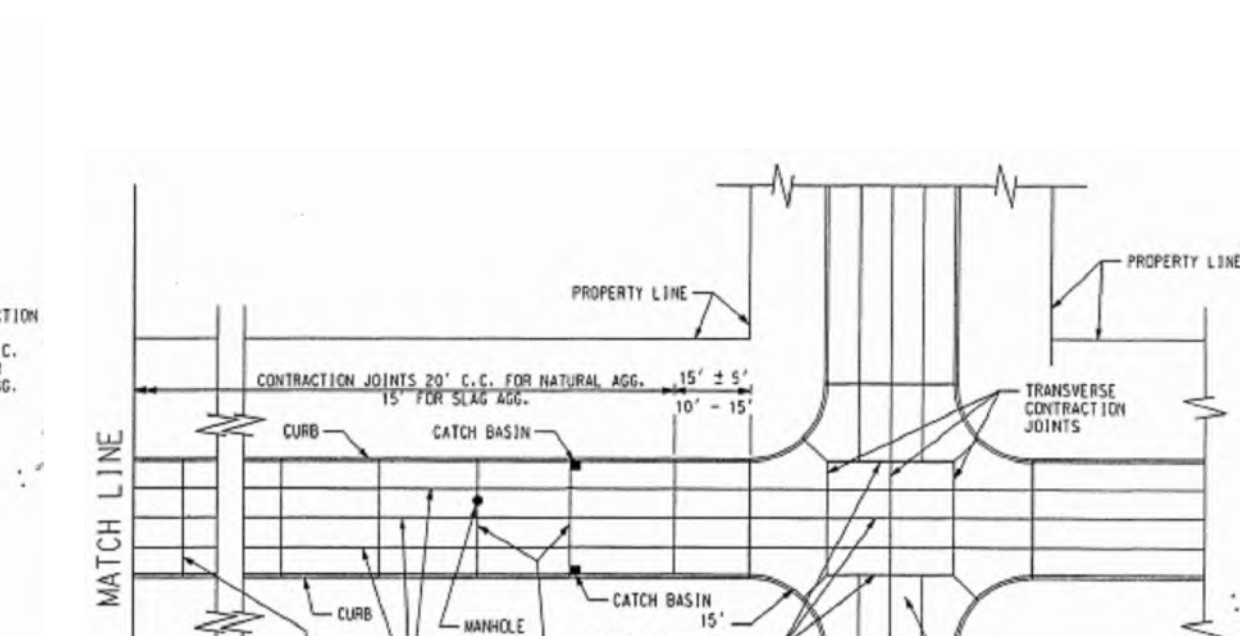 PROPERTY LINE
PROPERTY LINE
CTION
C.
G.
CONTRACTION JOINTS 20' C.C. FOR NATURAL AGG.
15' FOR SLAG AGG.
15' ± 5'
10' - 15'
TRANSVERSE
CONTRACTION
JOINTS
CURB
CATCH BASIN
MATCH LINE
CATCH BASIN
CURB
MANHOLE
15'